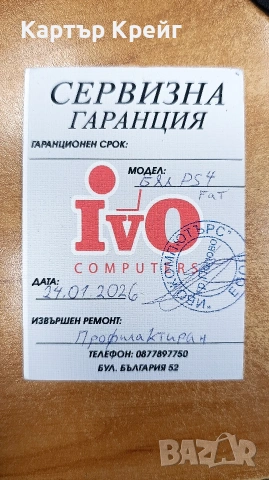 Картър Крейг
СЕРВИЗНА
ГАРАНЦИЯ
ГАРАНЦИОНЕН СРОК:
МОДЕЛ:
Бял PS4
Fat
IVO
COMPUTERS
ДАТА:
24.01.2026
ИЗВЪРШЕН РЕМОНТ:
Профилактиран
ТЕЛЕФОН: 0877897750
БУЛ. БЪЛГАРИЯ 52
BAZAR